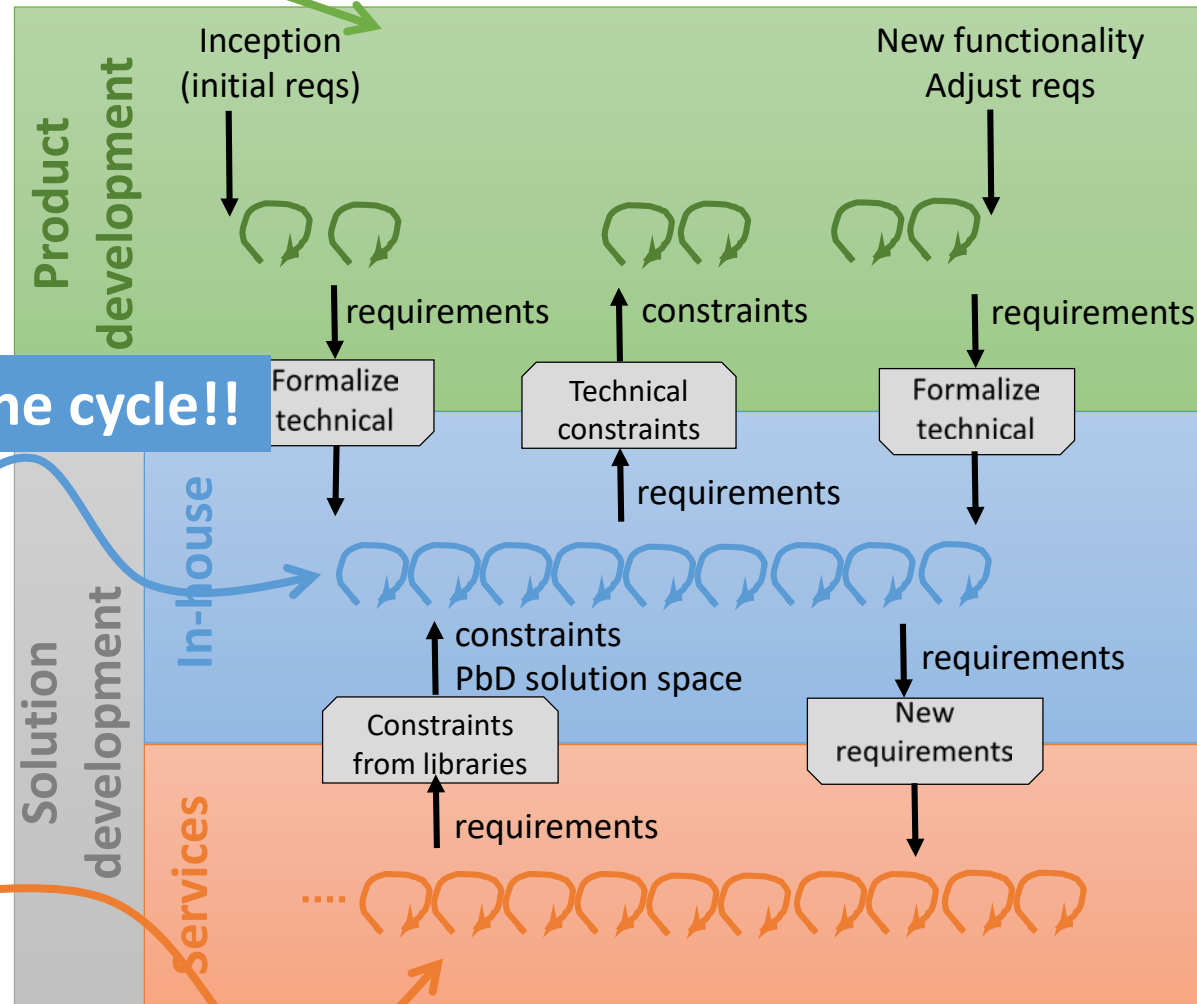 Inception
(initial reqs)
New functionality
Adjust reqs
Product
development
requirements
constraints
requirements
Formalize
technical
Technical
constraints
Formalize
technical
cycle!!
requirements
In-house
Solution
development
constraints
PbD solution space
requirements
Constraints
from libraries
New
requirements
requirements
Services